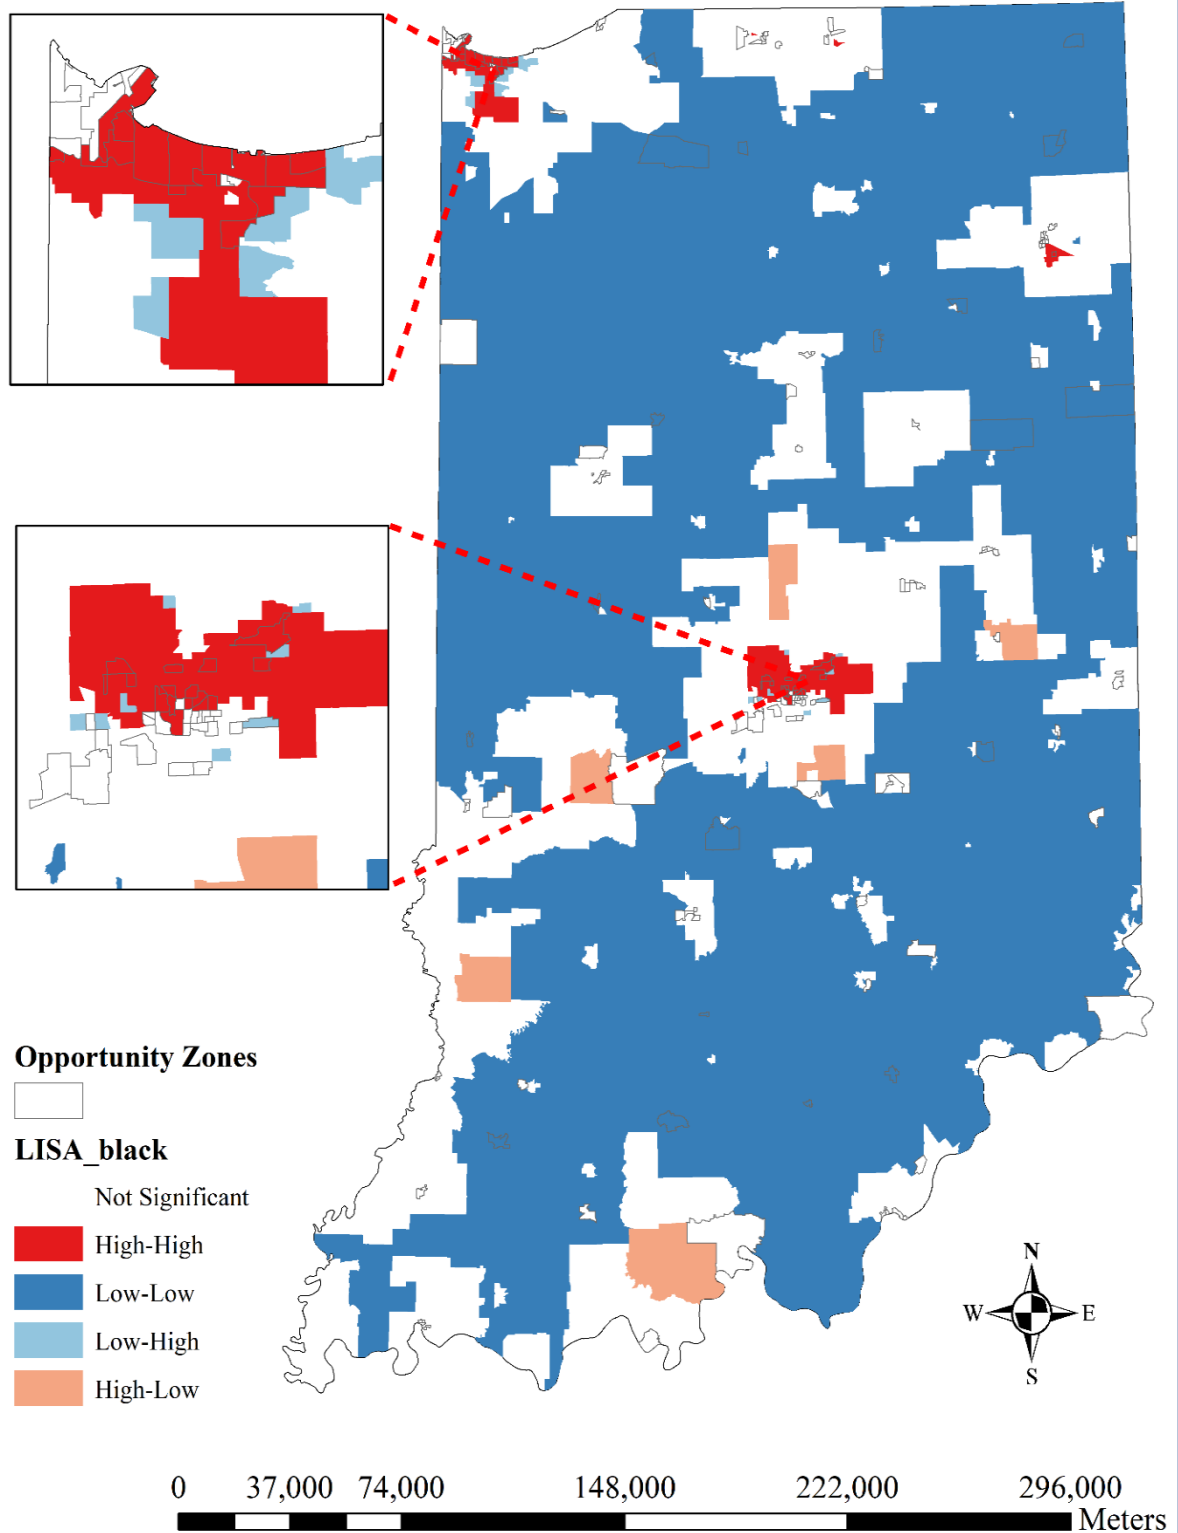 Opportunity Zones
LISA_black
Not Significant
High-High
Low-Low
Low-High
High-Low
N
W E
S
0 37,000 74,000 148,000 222,000 296,000
Meters